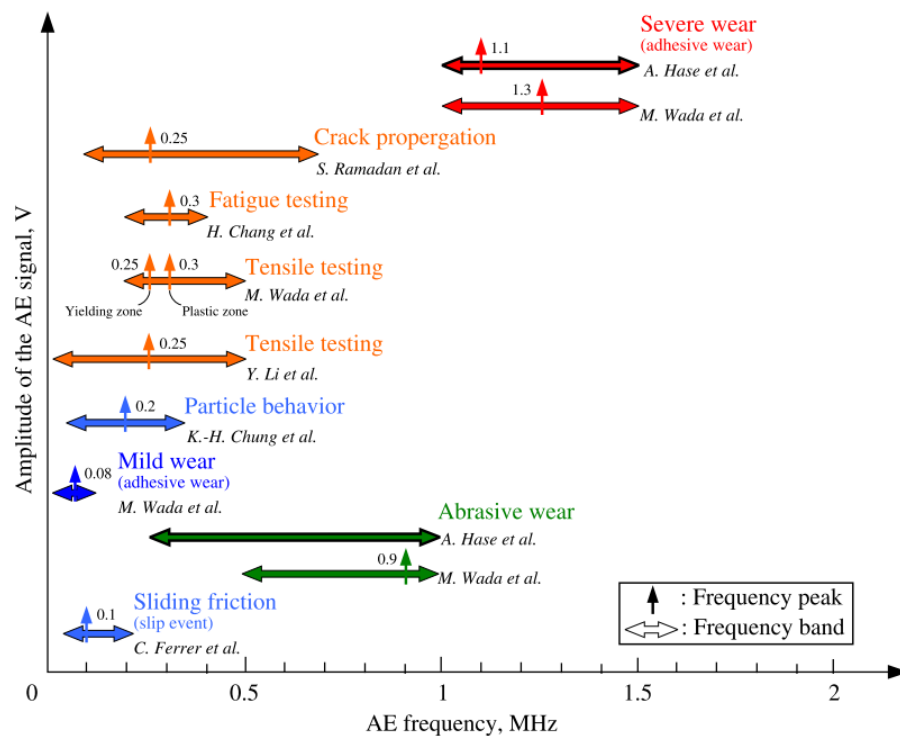 Severe wear
(adhesive wear)
1.1
A. Hase et al.
1.3
M. Wada et al.
0.25
Crack propergation
S. Ramadan et al.
0.3
Fatigue testing
H. Chang et al.
0.25
0.3
Tensile testing
M. Wada et al.
Yielding zone
Plastic zone
0.25
Tensile testing
Y. Li et al.
0.2
Particle behavior
K.-H. Chung et al.
0.08
Mild wear
(adhesive wear)
M. Wada et al.
Abrasive wear
A. Hase et al.
0.9
M. Wada et al.
0.1
Sliding friction
(slip event)
C. Ferrer et al.
: Frequency peak
: Frequency band
Amplitude of the AE signal, V
0 0.5 1 1.5 2
AE frequency, MHz